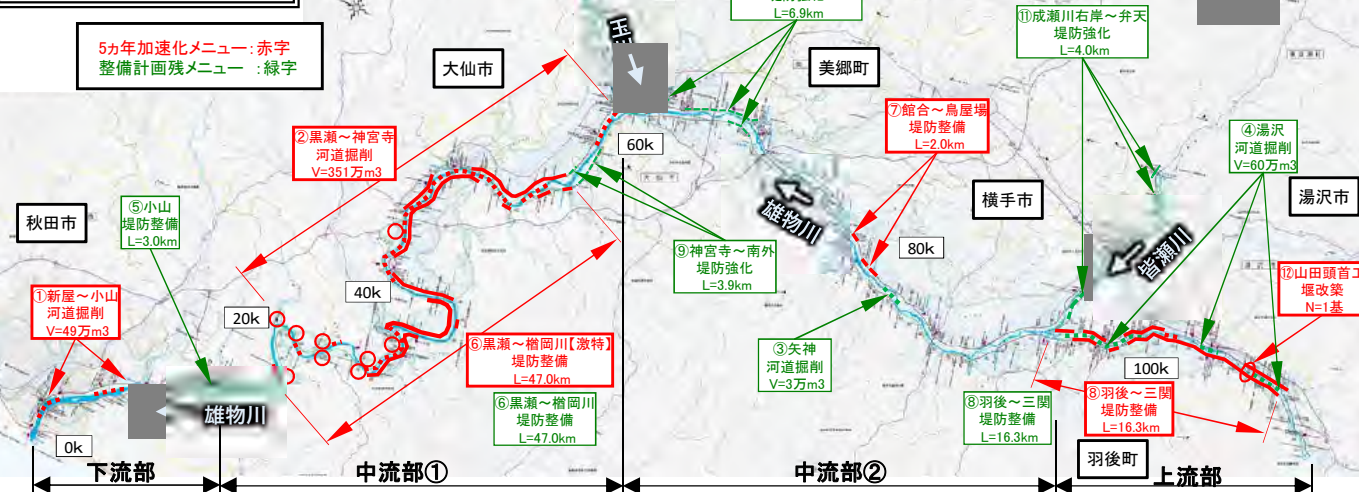 5ヵ年加速化メニュー：赤字
整備計画残メニュー ：緑字
L=6.9km
⑪成瀬川右岸～弁天
堤防強化
L=4.0km
大仙市
美郷町
②黒瀬～神宮寺
河道掘削
V=351万m3
60k
⑦館合～鳥屋場
堤防整備
L=2.0km
④湯沢
河道掘削
V=60万m3
秋田市
⑤小山
堤防整備
L=3.0km
横手市
湯沢市
雄物川
80k
皆瀬川
⑨神宮寺～南外
堤防強化
L=3.9km
①新屋～小山
河道掘削
V=49万m3
20k
40k
⑫山田頭首工
堰改築
N=1基
⑥黒瀬～楢岡川【激特】
堤防整備
L=47.0km
③矢神
河道掘削
V=3万m3
100k
⑥黒瀬～楢岡川
堤防整備
L=47.0km
⑧羽後～三関
堤防整備
L=16.3km
⑧羽後～三関
堤防整備
L=16.3km
雄物川
0k
羽後町
下流部
中流部①
中流部②
上流部